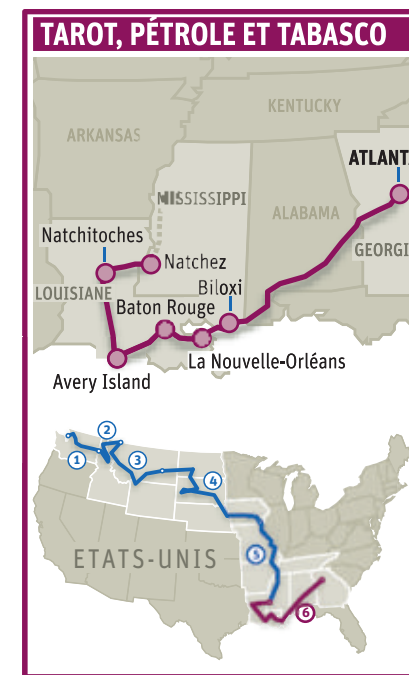 TAROT, PÉTROLE ET TABASCO
KENTUCKY
ARKANSAS
ATLANT
MISSISSIPPI
ALABAMA
Natchitoches
GEORGI
Natchez
Biloxi
LOUISIANE
Baton Rouge
La Nouvelle-Orléans
Avery Island
2
1
3
4
ETATS-UNIS
5
6